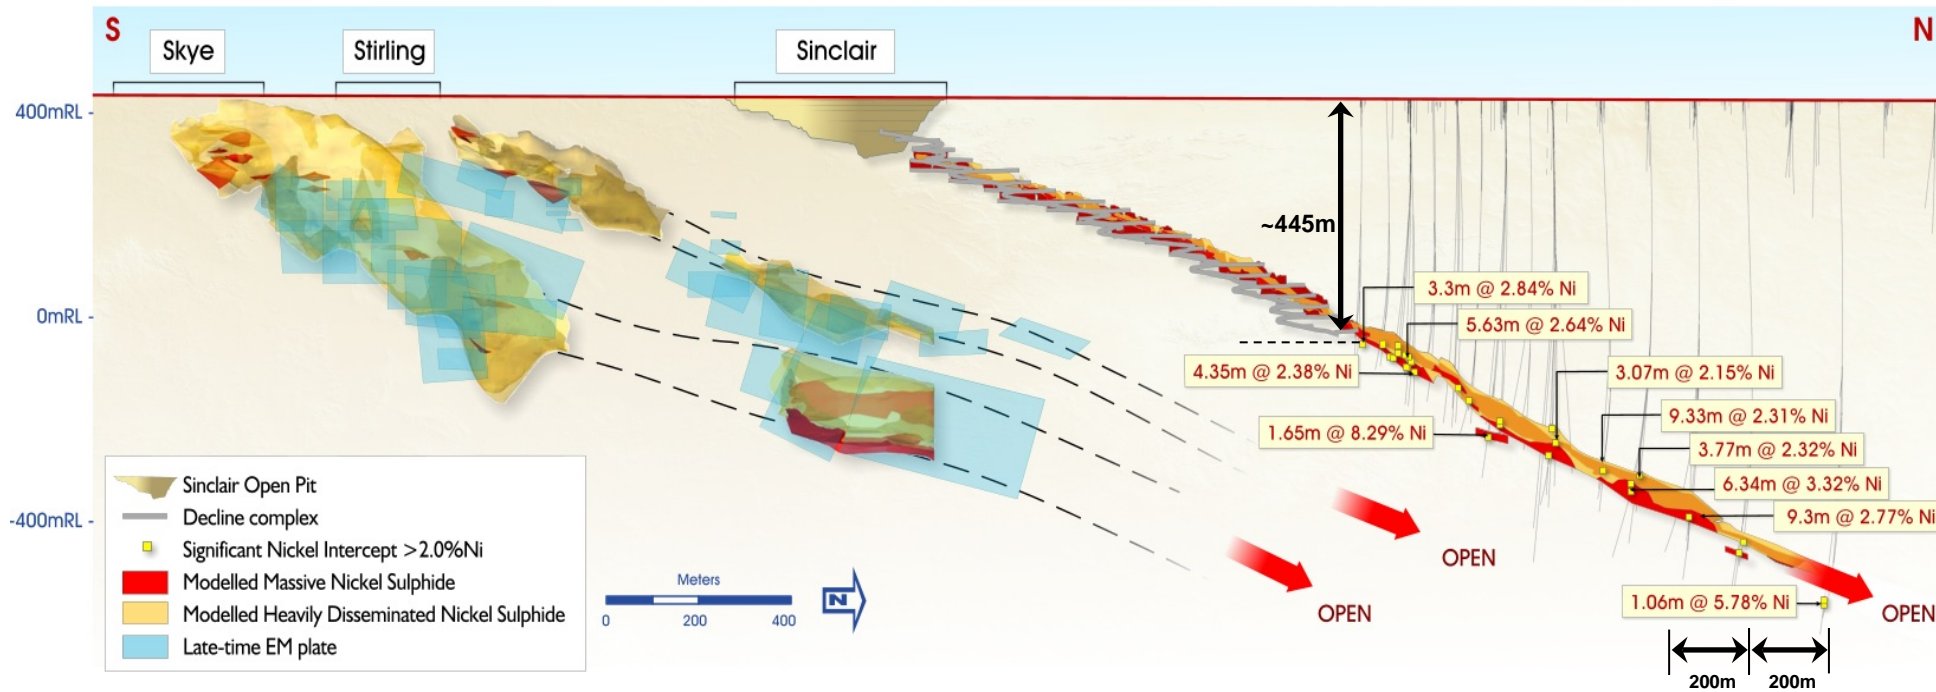 S
N
Skye
Stirling
Sinclair
400mRL -
0mRL -
-400mRL -
~445m
3.3m @ 2.84% Ni
5.63m @ 2.64% Ni
4.35m @ 2.38% Ni
3.07m @ 2.15% Ni
9.33m @ 2.31% Ni
1.65m @ 8.29% Ni
3.77m @ 2.32% Ni
6.34m @ 3.32% Ni
9.3m @ 2.77% Ni
1.06m @ 5.78% Ni
OPEN
OPEN
OPEN
200m
200m
Sinclair Open Pit
Decline complex
Significant Nickel Intercept >2.0%Ni
Modelled Massive Nickel Sulphide
Modelled Heavily Disseminated Nickel Sulphide
Late-time EM plate
Meters
0 200 400
N